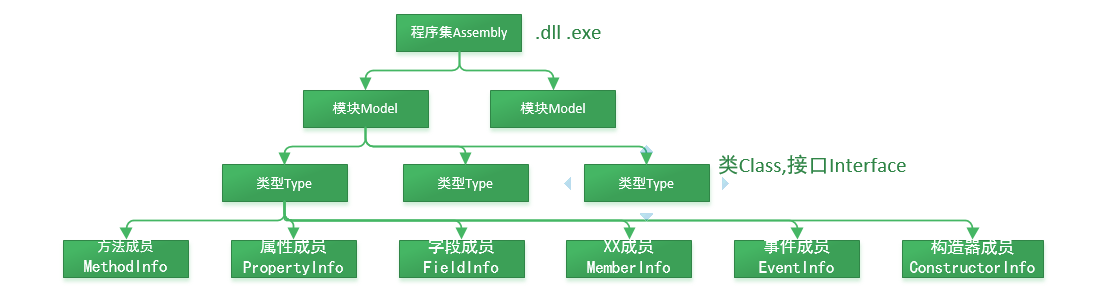 程序集Assembly
.dll .exe
模块Model
模块Model
类型Type
类型Type
类型Type
类Class,接口Interface
方法成员
MethodInfo
属性成员
PropertyInfo
字段成员
FieldInfo
XX成员
MemberInfo
事件成员
EventInfo
构造器成员
ConstructorInfo